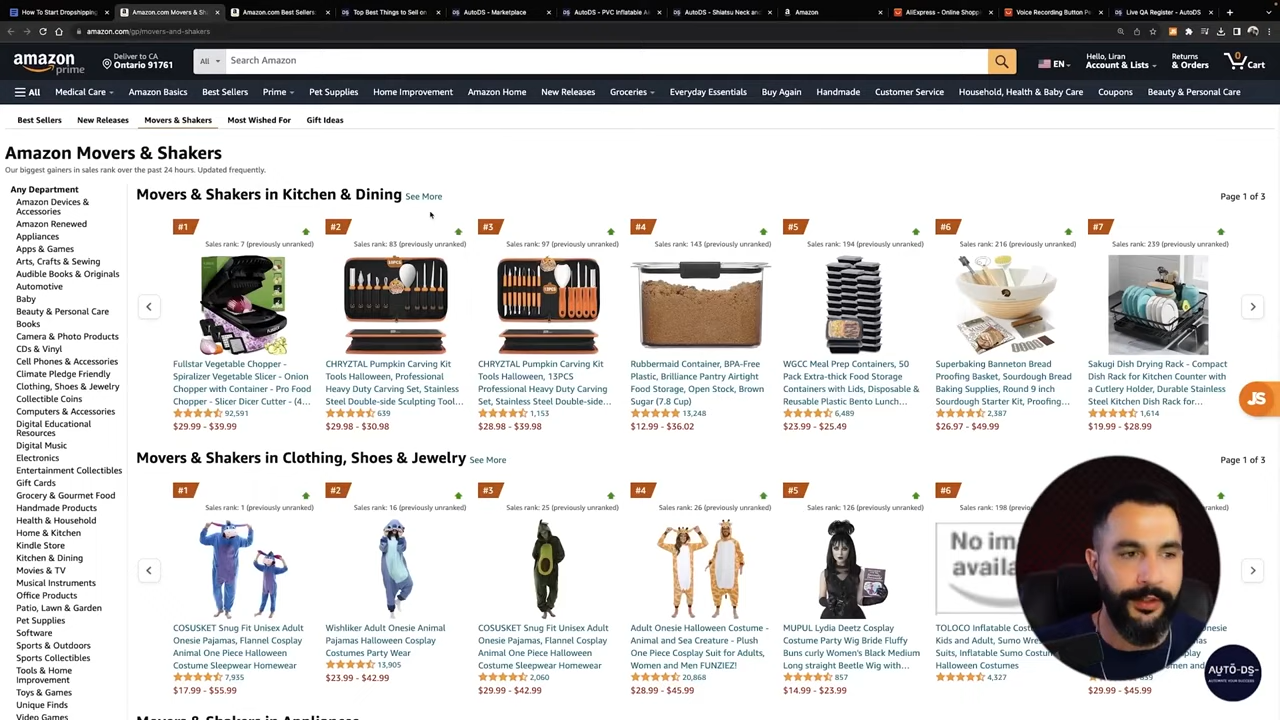 How To Start Dropshipping
Amazon.com Movers & Sh
Amazon.com Best Sellers
Top Best Things to Sell on
AutoDS - Marketplace
AutoDS - PVC Inflatable A
AutoDS - Shiatsu Neck an
Amazon
AliExpress - Online Shopp
Voice Recording Button P
Live QA Register - AutoDS
amazon.com/gp/movers-and-shakers
amazon prime
Deliver to CA
Ontario 91761
All
Search Amazon
EN
Hello, Liran
Account & Lists
Returns
& Orders
0
Cart
All
Medical Care
Amazon Basics
Best Sellers
Prime
Pet Supplies
Home Improvement
Amazon Home
New Releases
Groceries
Everyday Essentials
Buy Again
Handmade
Customer Service
Household, Health & Baby Care
Coupons
Beauty & Personal Care
Best Sellers
New Releases
Movers & Shakers
Most Wished For
Gift Ideas
Amazon Movers & Shakers
Our biggest gainers in sales rank over the past 24 hours. Updated frequently.
Any Department
Amazon Devices &
Accessories
Amazon Renewed
Appliances
Apps & Games
Arts, Crafts & Sewing
Audible Books & Originals
Automotive
Baby
Beauty & Personal Care
Books
Camera & Photo Products
CDs & Vinyl
Cell Phones & Accessories
Climate Pledge Friendly
Clothing, Shoes & Jewelry
Collectible Coins
Computers & Accessories
Digital Educational
Resources
Digital Music
Electronics
Entertainment Collectibles
Gift Cards
Grocery & Gourmet Food
Handmade Products
Health & Household
Home & Kitchen
Kindle Store
Kitchen & Dining
Movies & TV
Musical Instruments
Office Products
Patio, Lawn & Garden
Pet Supplies
Software
Sports & Outdoors
Sports Collectibles
Tools & Home
Improvement
Toys & Games
Unique Finds
Video Games
Movers & Shakers in Kitchen & Dining See More
Page 1 of 3
#1
Sales rank: 7 (previously unranked)
Fullstar Vegetable Chopper -
Spiralizer Vegetable Slicer - Onion
Chopper with Container - Pro Food
Chopper - Slicer Dicer Cutter - (4...
92,591
$29.99 - $39.99
#2
Sales rank: 83 (previously unranked)
CHRYZTAL Pumpkin Carving Kit
Tools Halloween, Professional
Heavy Duty Carving Set, Stainless
Steel Double-side Sculpting Tool...
639
$29.98 - $30.98
#3
Sales rank: 97 (previously unranked)
CHRYZTAL Pumpkin Carving Kit
Tools Halloween, 13PCS
Professional Heavy Duty Carving
Set, Stainless Steel Double-side...
1,153
$28.98 - $39.98
#4
Sales rank: 143 (previously unranked)
Rubbermaid Container, BPA-Free
Plastic, Brilliance Pantry Airtight
Food Storage, Open Stock, Brown
Sugar (7.8 Cup)
13,248
$12.99 - $36.02
#5
Sales rank: 194 (previously unranked)
WGCC Meal Prep Containers, 50
Pack Extra-thick Food Storage
Containers with Lids, Disposable &
Reusable Plastic Bento Lunch...
6,489
$23.99 - $25.49
#6
Sales rank: 216 (previously unranked)
Superbaking Banneton Bread
Proofing Basket, Sourdough Bread
Baking Supplies, Round 9 inch
Sourdough Starter Kit, Proofing...
2,387
$26.97 - $49.99
#7
Sales rank: 239 (previously unranked)
Sakugi Dish Drying Rack - Compact
Dish Rack for Kitchen Counter with
a Cutlery Holder, Durable Stainless
Steel Kitchen Dish Rack for...
1,614
$19.99 - $28.99
JS
Movers & Shakers in Clothing, Shoes & Jewelry See More
Page 1 of 3
#1
Sales rank: 1 (previously unranked)
COSUSKET Snug Fit Unisex Adult
Onesie Pajamas, Flannel Cosplay
Animal One Piece Halloween
Costume Sleepwear Homewear
7,935
$17.99 - $55.99
#2
Sales rank: 16 (previously unranked)
Wishliker Adult Onesie Animal
Pajamas Halloween Cosplay
Costumes Party Wear
13,905
$23.99 - $42.99
#3
Sales rank: 25 (previously unranked)
COSUSKET Snug Fit Unisex Adult
Onesie Pajamas, Flannel Cosplay
Animal One Piece Halloween
Costume Sleepwear Homewear
2,060
$29.99 - $42.99
#4
Sales rank: 26 (previously unranked)
Adult Onesie Halloween Costume -
Animal and Sea Creature - Plush
One Piece Cosplay Suit for Adults,
Women and Men FUNZIEZ!
20,868
$28.99 - $45.99
#5
Sales rank: 126 (previously unranked)
MUPUL Lydia Deetz Cosplay
Costume Party Wig Bride Fluffy
Buns curly Women's Black Medium
Long straight Beetle Wig with...
857
$14.99 - $23.99
#6
Sales rank: 198 (previou
No im
availa
TOLOCO Inflatable Costu
Kids and Adult, Sumo Wres
Suits, Inflatable Sumo Costum
Halloween Costumes
4,327
unranked)
$29.99 - $45.99
AUTO-DS
AUTOMATE YOUR SUCCESS
Movers & Shakers in Appliances